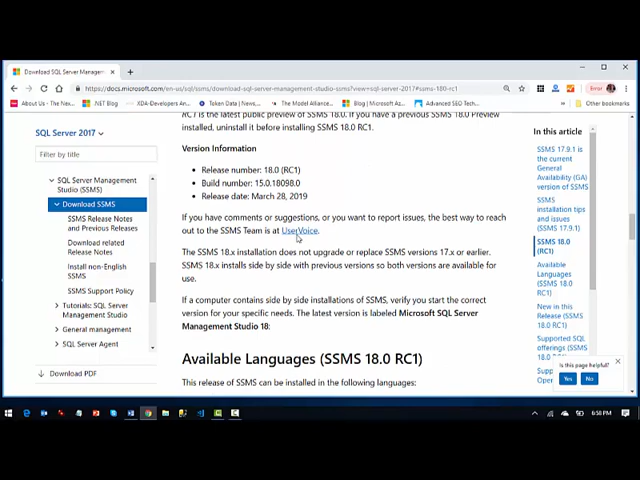 Download SQL Server Managem
https://docs.microsoft.com/en-us/sql/ssms/download-sql-server-management-studio-ssms?view=sql-server-2017#ssms-180-rc1
Error
About Us - The New
.NET Blog
XDA-Developers An
Token Data | News,
The Model Alliance
Blog | Microsoft Az
Advanced SEO Tech
Other bookmarks
SQL Server 2017
Filter by title
SQL Server Management
Studio (SSMS)
Download SSMS
SSMS Release Notes
and Previous Releases
Download related
Release Notes
Install non-English
SSMS
SSMS Support Policy
Tutorials: SQL Server
Management Studio
General management
SQL Server Agent
Download PDF
RC1 is the latest public preview of SSMS 18.0. If you have a previous SSMS 18.0 Preview
installed, uninstall it before installing SSMS 18.0 RC1.
Version Information
Release number: 18.0 (RC1)
Build number: 15.0.18098.0
Release date: March 28, 2019
If you have comments or suggestions, or you want to report issues, the best way to reach
out to the SSMS Team is at UserVoice.
The SSMS 18.x installation does not upgrade or replace SSMS versions 17.x or earlier.
SSMS 18.x installs side by side with previous versions so both versions are available for
use.
If a computer contains side by side installations of SSMS, verify you start the correct
version for your specific needs. The latest version is labeled Microsoft SQL Server
Management Studio 18:
Available Languages (SSMS 18.0 RC1)
This release of SSMS can be installed in the following languages:
In this article
SSMS 17.9.1 is
the current
General
Availability (GA)
version of SSMS
SSMS
installation tips
and issues
(SSMS 17.9.1)
SSMS 18.0
(RC1)
Available
Languages
(SSMS 18.0
RC1)
New in this
Release (SSMS
18.0 RC1)
Supported SQL
offerings (SSMS
Suppo
Oper
Is this page helpful?
Yes
No
6:58 PM